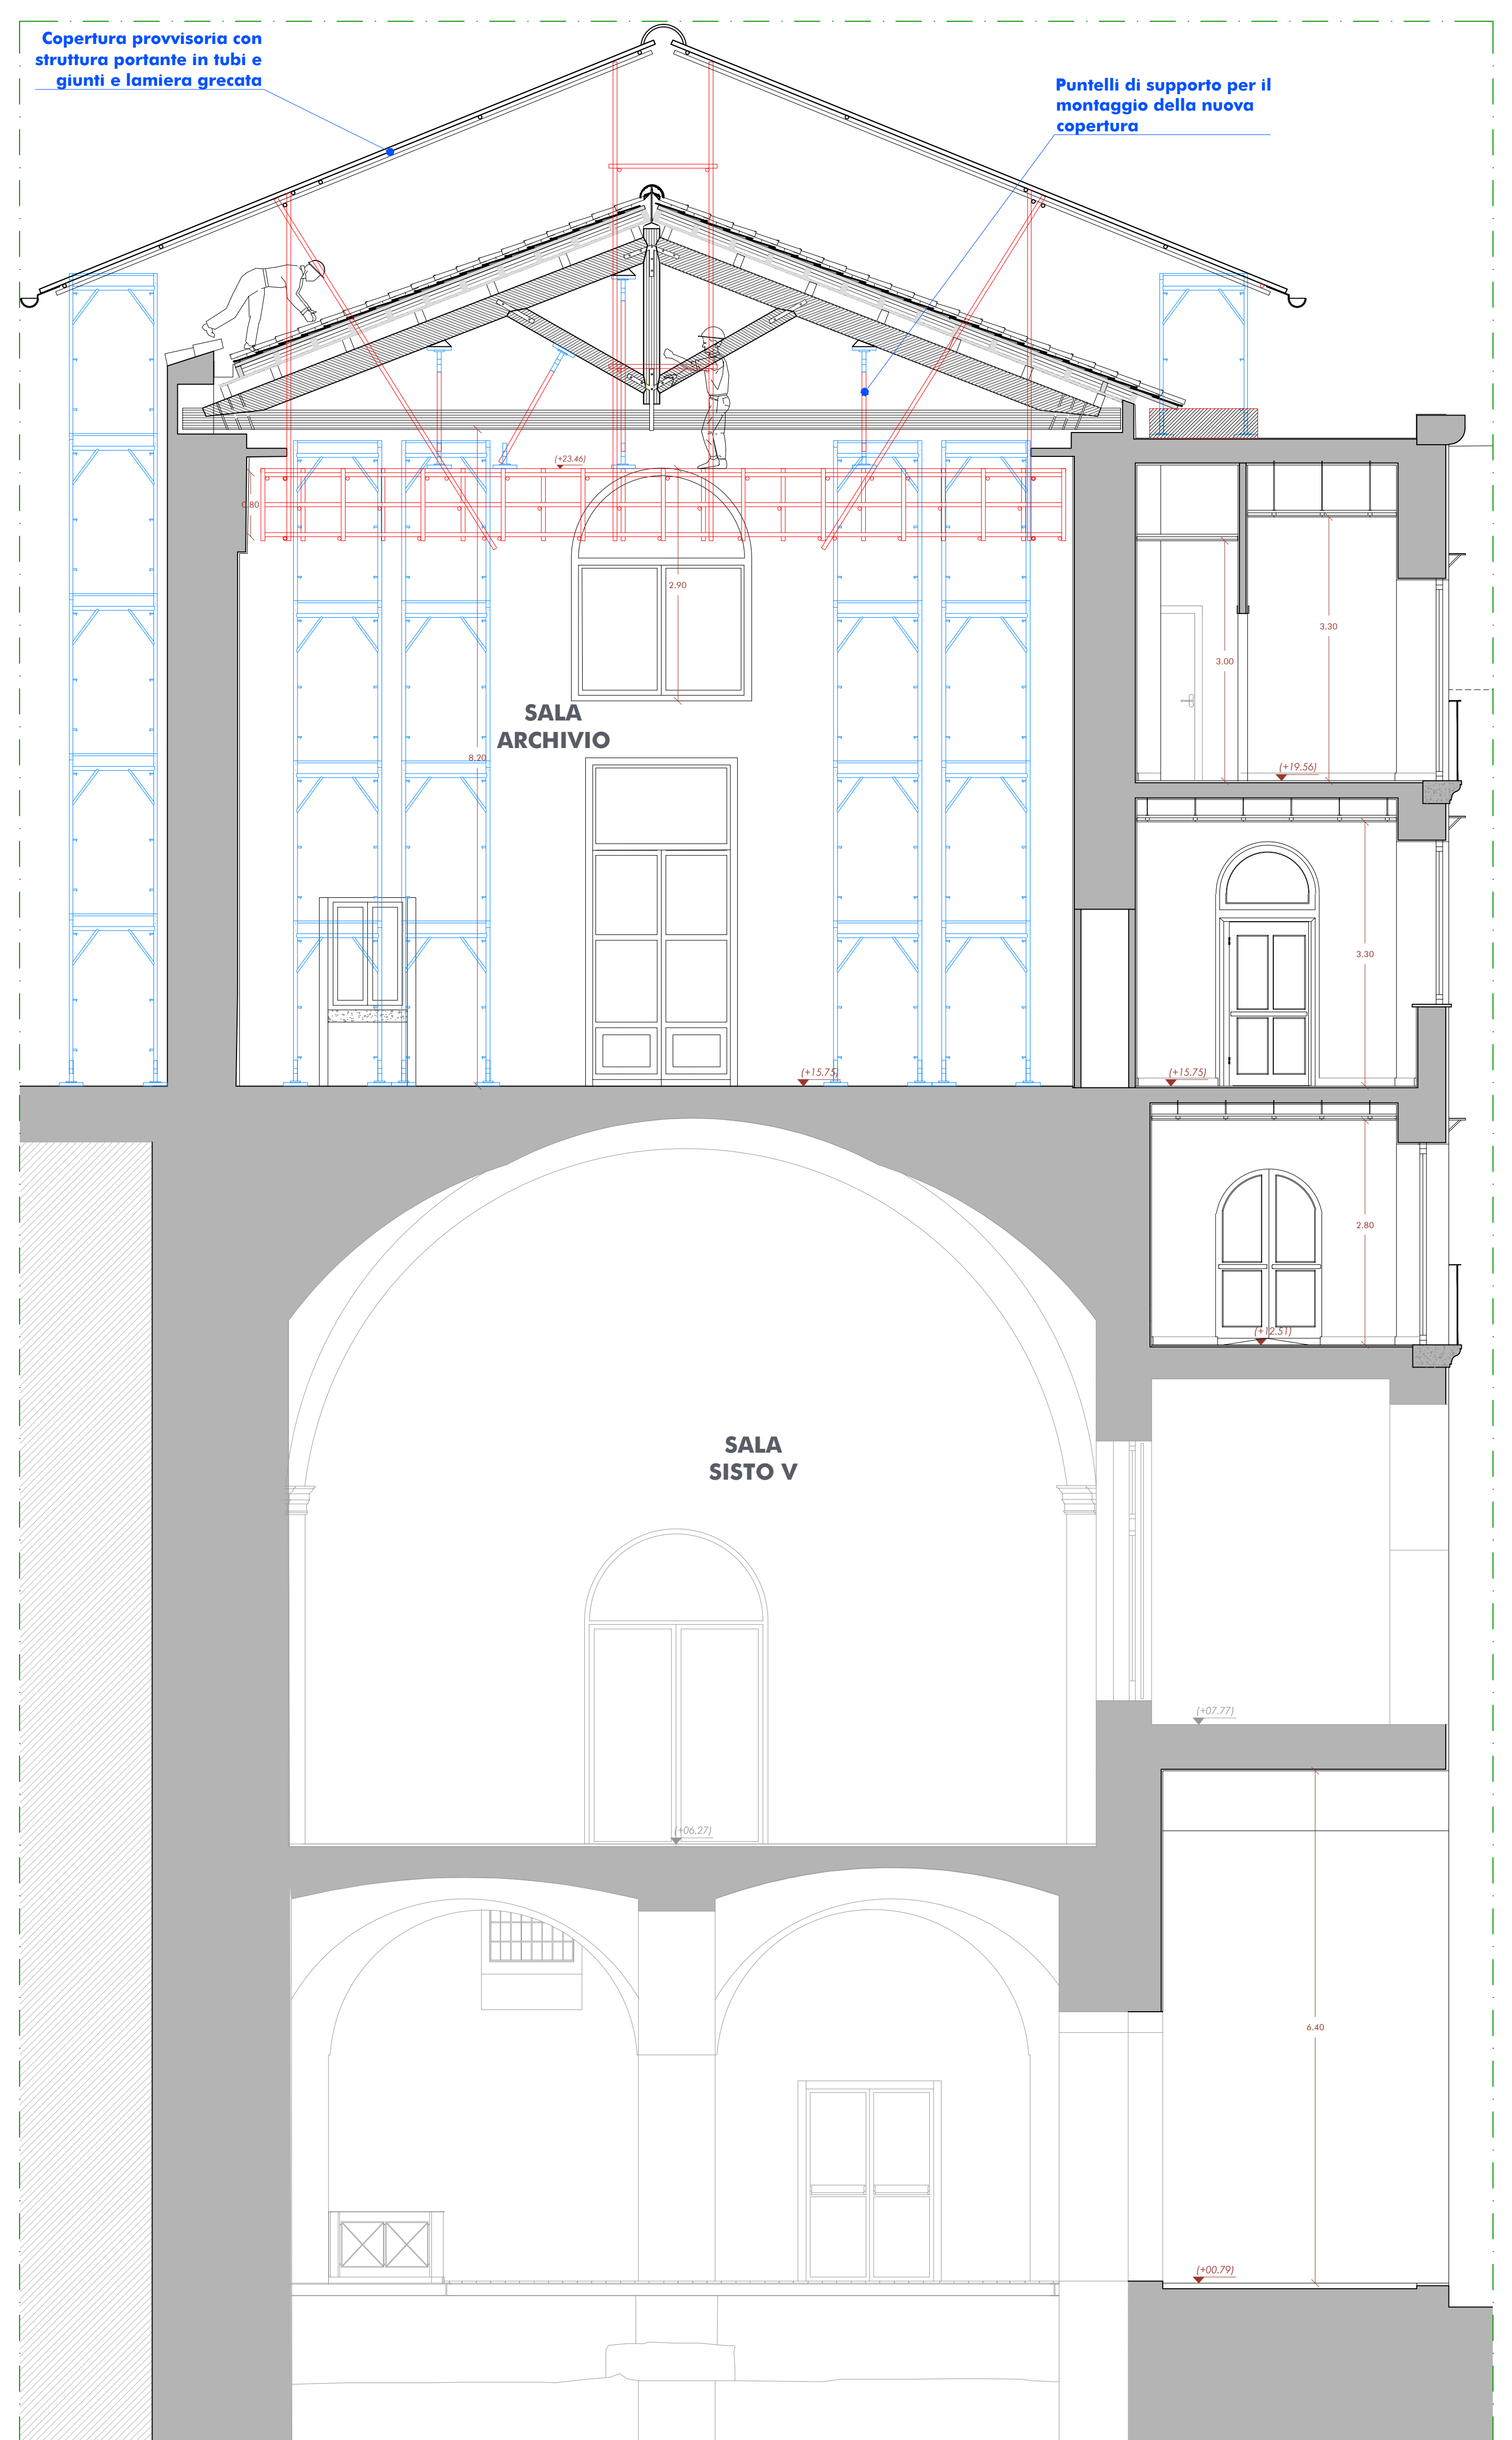 Copertura provvisoria con
struttura portante in tubi e
giunti e lamiera grecata
Puntelli di supporto per il
montaggio della nuova
copertura
(+23.46)
0.80
2.90
3.30
3.00
SALA
ARCHIVIO
8.20
(+19.56)
3.30
(+15.75)
(+15.75)
2.80
(+12.51)
SALA
SISTO V
(+07.77)
(+06.27)
6.40
(+00.79)